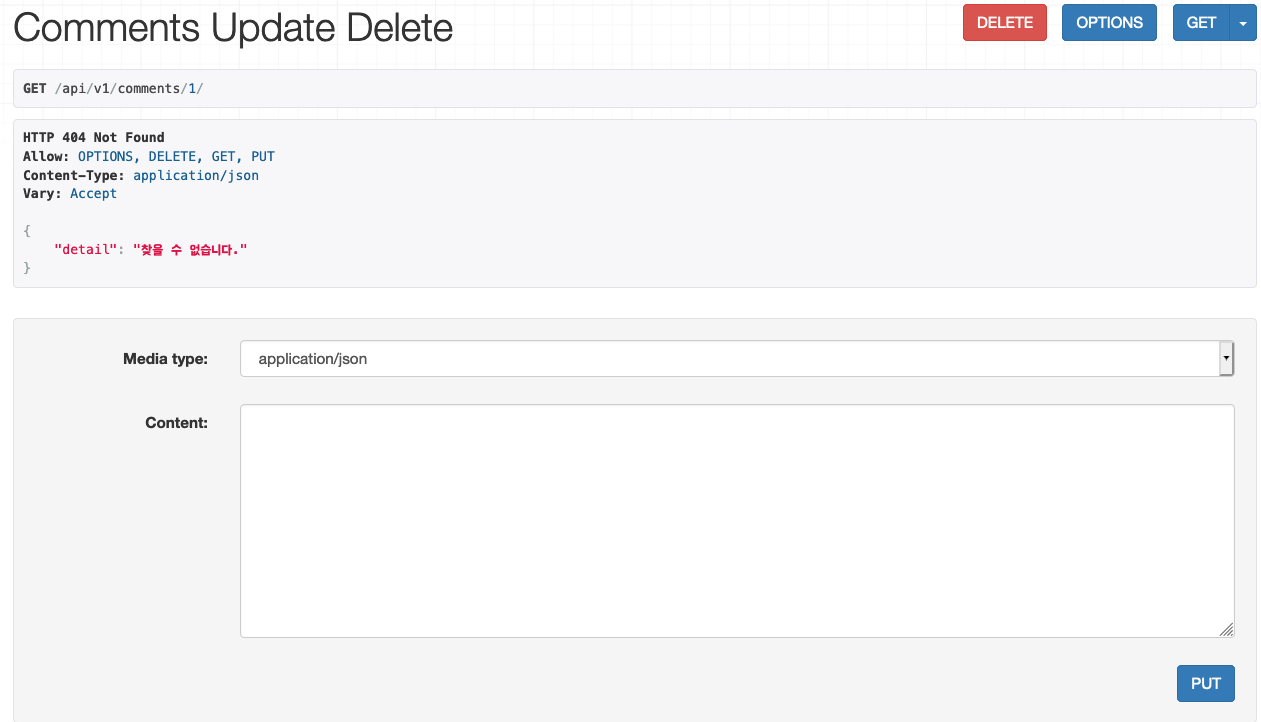 Comments Update Delete
DELETE
OPTIONS
GET
GET /api/v1/comments/1/
HTTP 404 Not Found
Allow: OPTIONS, DELETE, GET, PUT
Content-Type: application/json
Vary: Accept
{
"detail": "찾을 수 없습니다."
}
Media type:
application/json
Content:
PUT